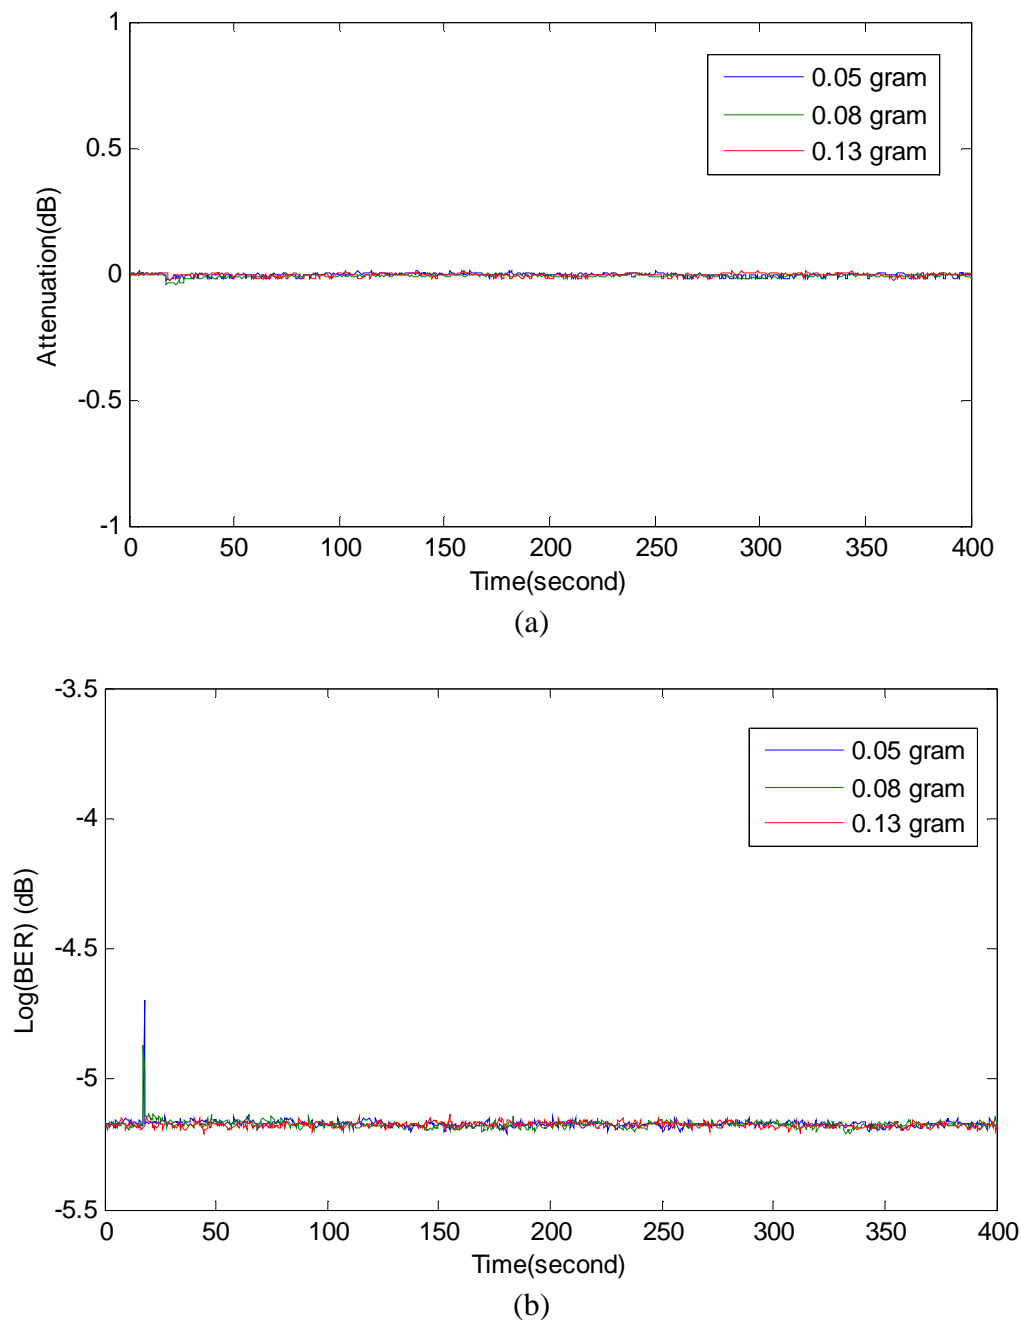 1
0.5
0
-0.5
-1
Attenuation(dB)
0.05 gram
0.08 gram
0.13 gram
0 50 100 150 200 250 300 350 400
Time(second)
(a)
-3.5
-4
-4.5
-5
-5.5
Log(BER) (dB)
0.05 gram
0.08 gram
0.13 gram
0 50 100 150 200 250 300 350 400
Time(second)
(b)